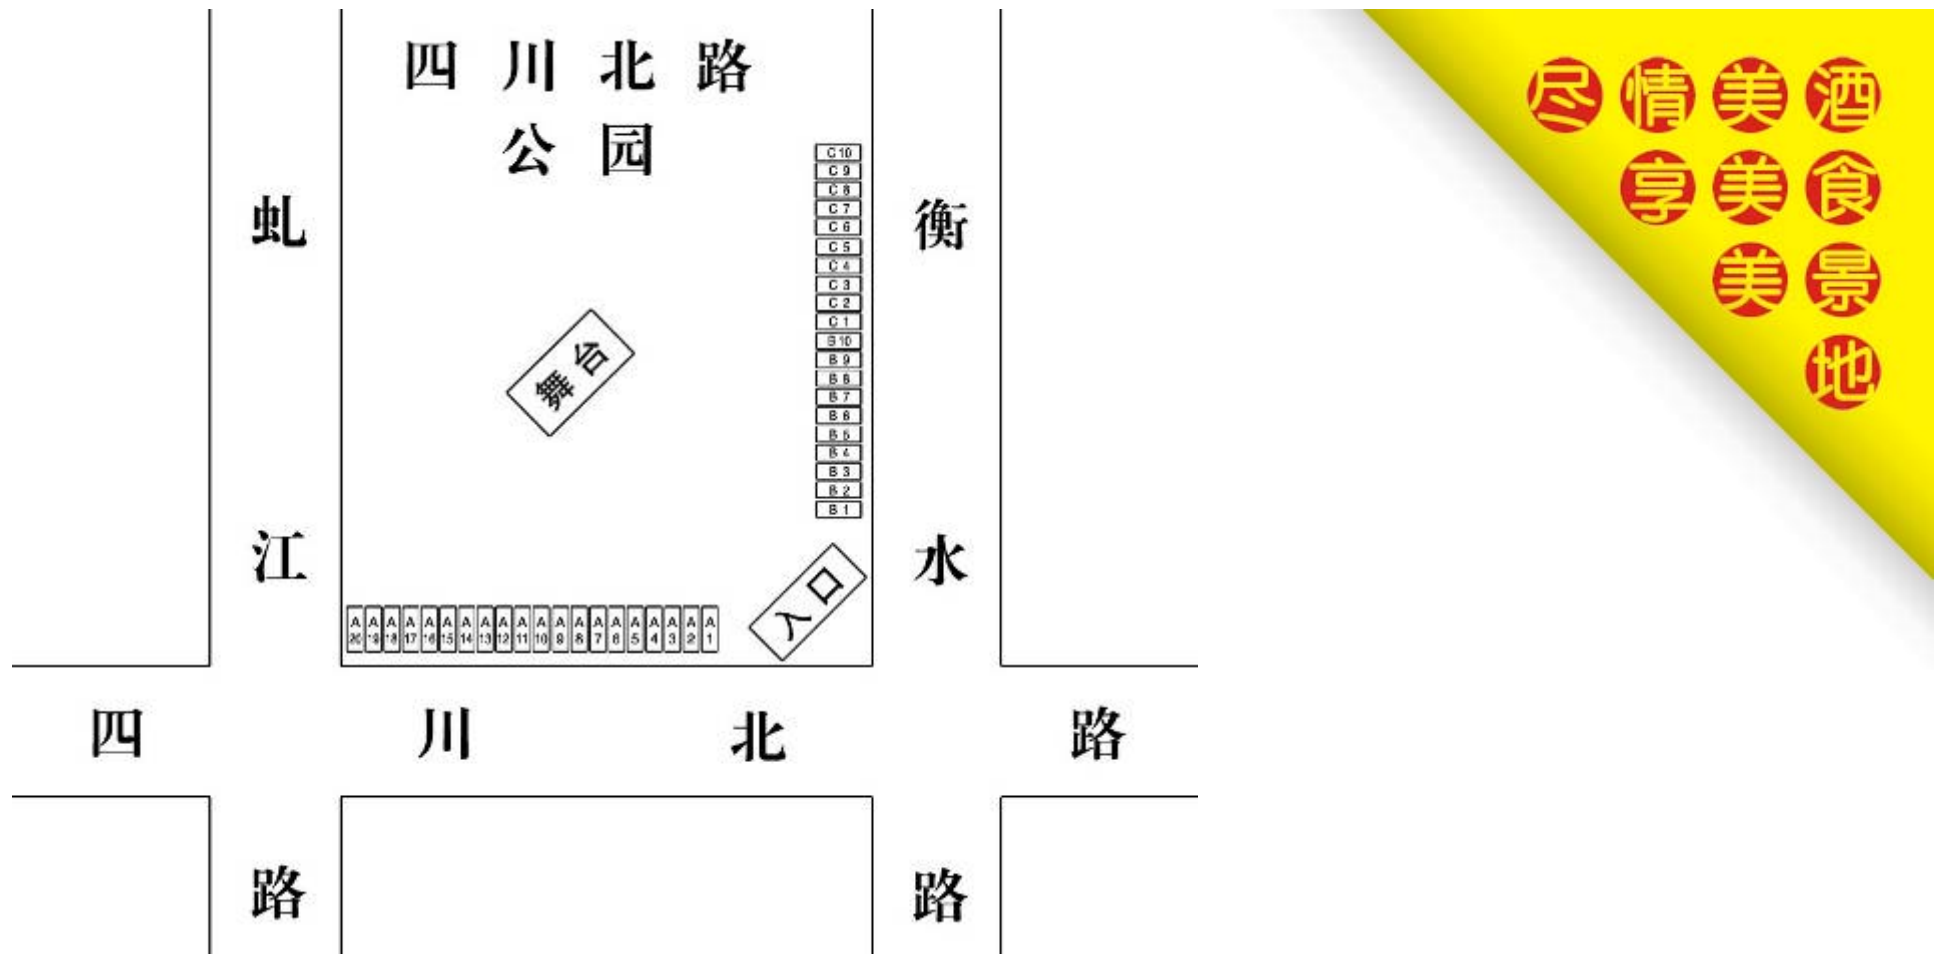 四川北路
公园
C10
C9
C8
C7
C6
C5
C4
C3
C2
C1
B10
B9
B8
B7
B6
B5
B4
B3
B2
B1
舞台
入口
A20 A19 A18 A17 A16 A15 A14 A13 A12 A11 A10 A9 A8 A7 A6 A5 A4 A3 A2 A1
虬江路
衡水路
四川北路
尽情美酒
享美食
美景
地